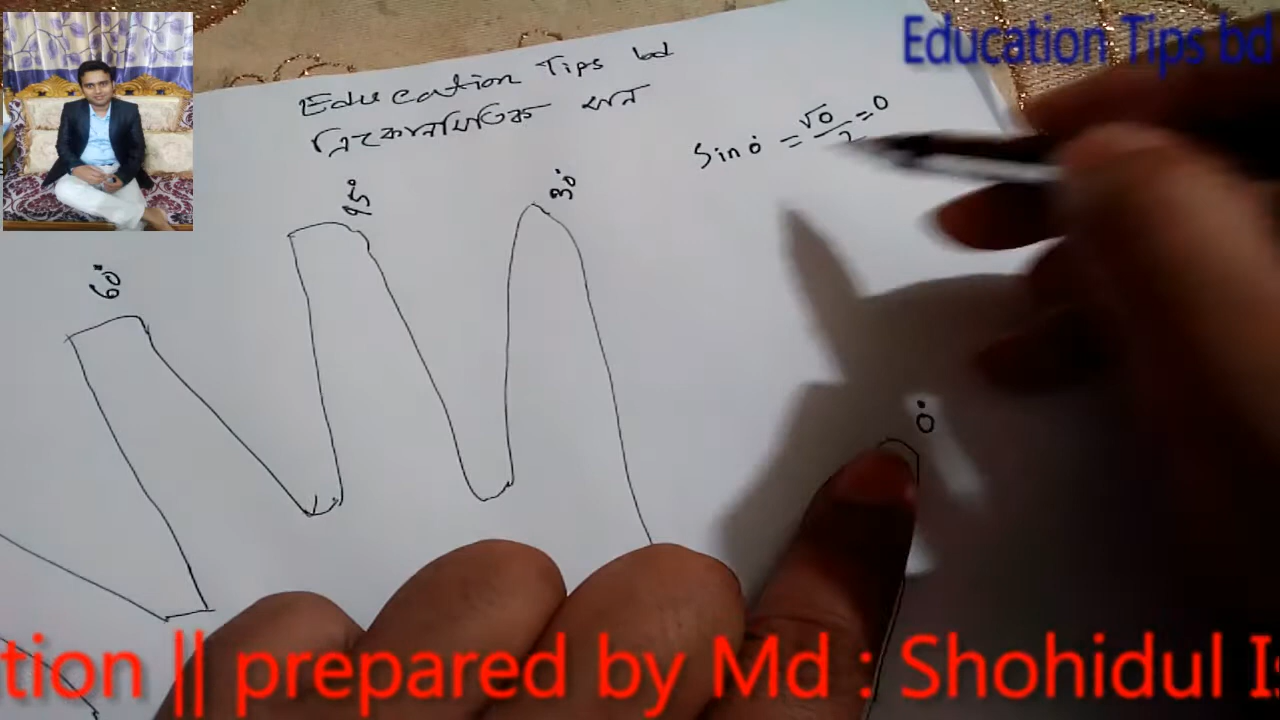 Education Tips bd
Education Tips bd
ত্রিকোনমিতিক মান
Sin 0° = √0/2 = 0
60°
45°
30°
0°
tion || prepared by Md : Shohidul Is